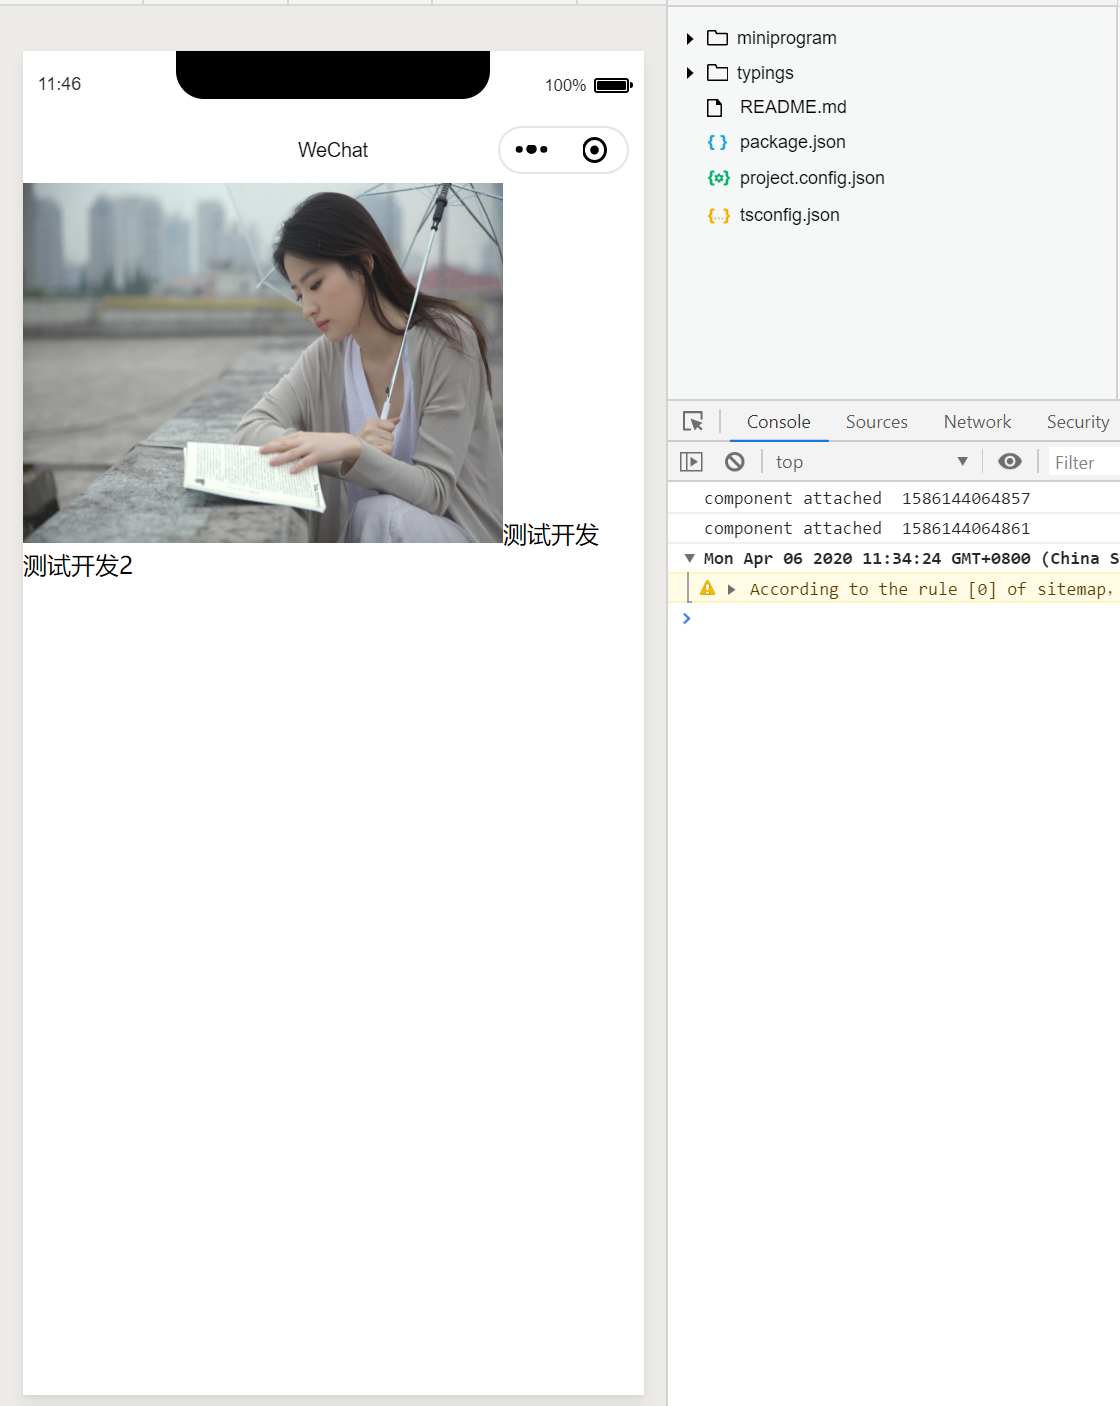 11:46
100%
WeChat
测试开发
测试开发2
miniprogram
typings
README.md
package.json
project.config.json
tsconfig.json
Console Sources Network Security
top Filter
component attached 1586144064857
component attached 1586144064861
Mon Apr 06 2020 11:34:24 GMT+0800 (China S
According to the rule [0] of sitemap,